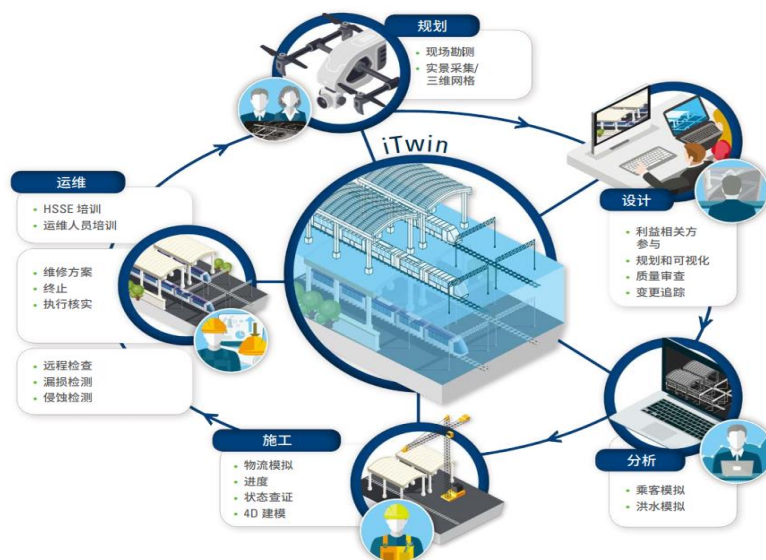 规划
现场勘测
实景采集/
三维网格
iTwin
设计
利益相关方
参与
规划和可视化
质量审查
变更追踪
分析
乘客模拟
洪水模拟
施工
物流模拟
进度
状态查证
4D 建模
运维
HSSE 培训
运维人员培训
维修方案
终止
执行核实
远程检查
漏损检测
侵蚀检测